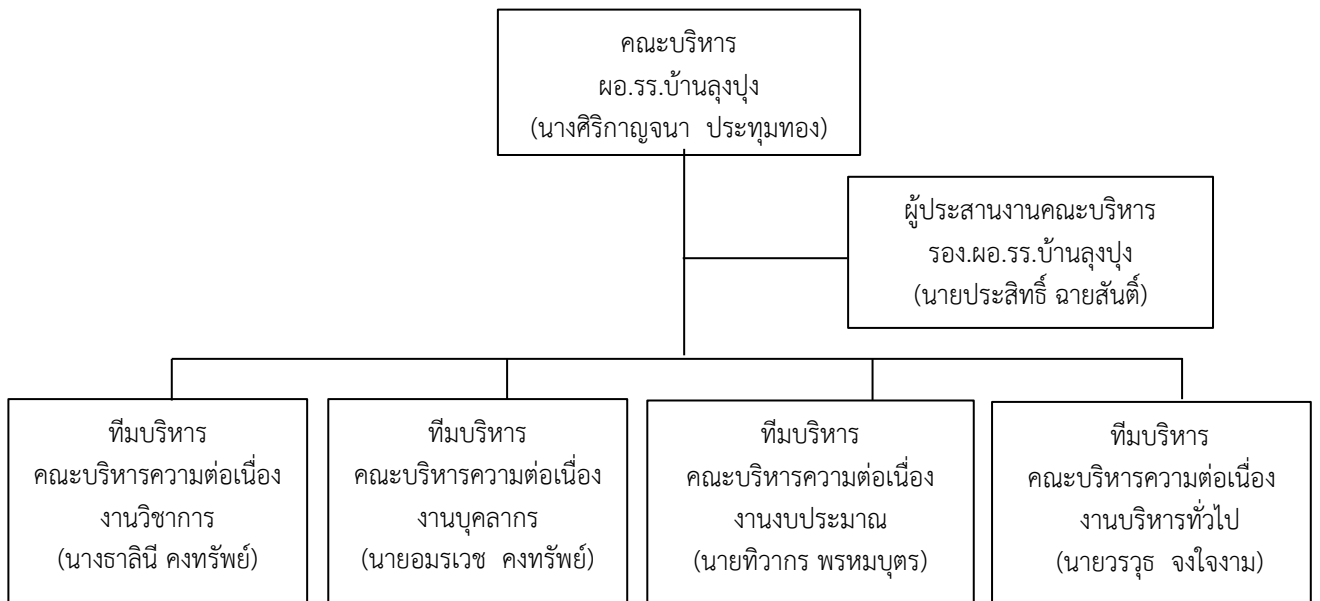 คณะบริหาร
ผอ.รร.บ้านลุงปุง
(นางศิริกาญจนา ประทุมทอง)
ผู้ประสานงานคณะบริหาร
รอง.ผอ.รร.บ้านลุงปุง
(นายประสิทธิ์ ฉายสันติ์)
ทีมบริหาร
คณะบริหารความต่อเนื่อง
งานวิชาการ
(นางธาลินี คงทรัพย์)
ทีมบริหาร
คณะบริหารความต่อเนื่อง
งานบุคลากร
(นายอมรเวช คงทรัพย์)
ทีมบริหาร
คณะบริหารความต่อเนื่อง
งานงบประมาณ
(นายทิวากร พรหมบุตร)
ทีมบริหาร
คณะบริหารความต่อเนื่อง
งานบริหารทั่วไป
(นายวรวุธ จงใจงาม)